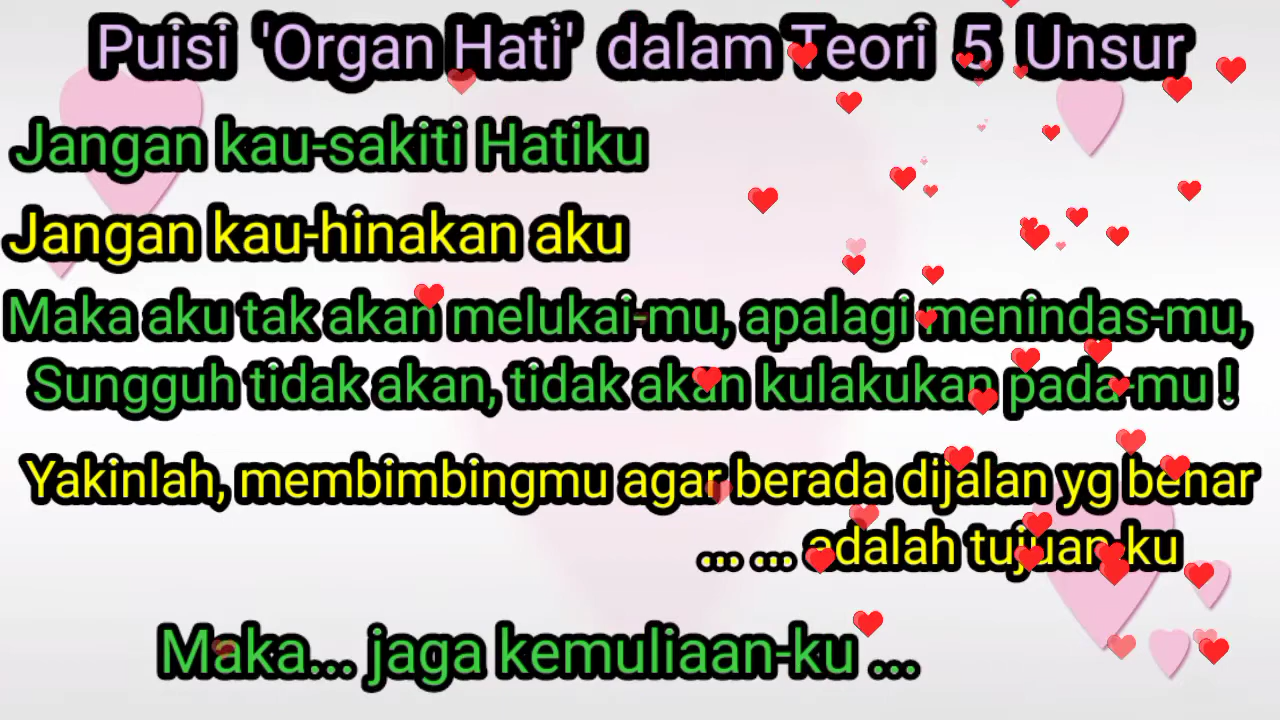 Puisi 'Organ Hati' dalam Teori 5 Unsur
Jangan kau-sakiti Hatiku
Jangan kau-hinakan aku
Maka aku tak akan melukai-mu, apalagi menindas-mu,
Sungguh tidak akan, tidak akan kulakukan pada-mu !
Yakinlah, membimbingmu agar berada dijalan yg benar
... ... adalah tujuan-ku
Maka... jaga kemuliaan-ku ...